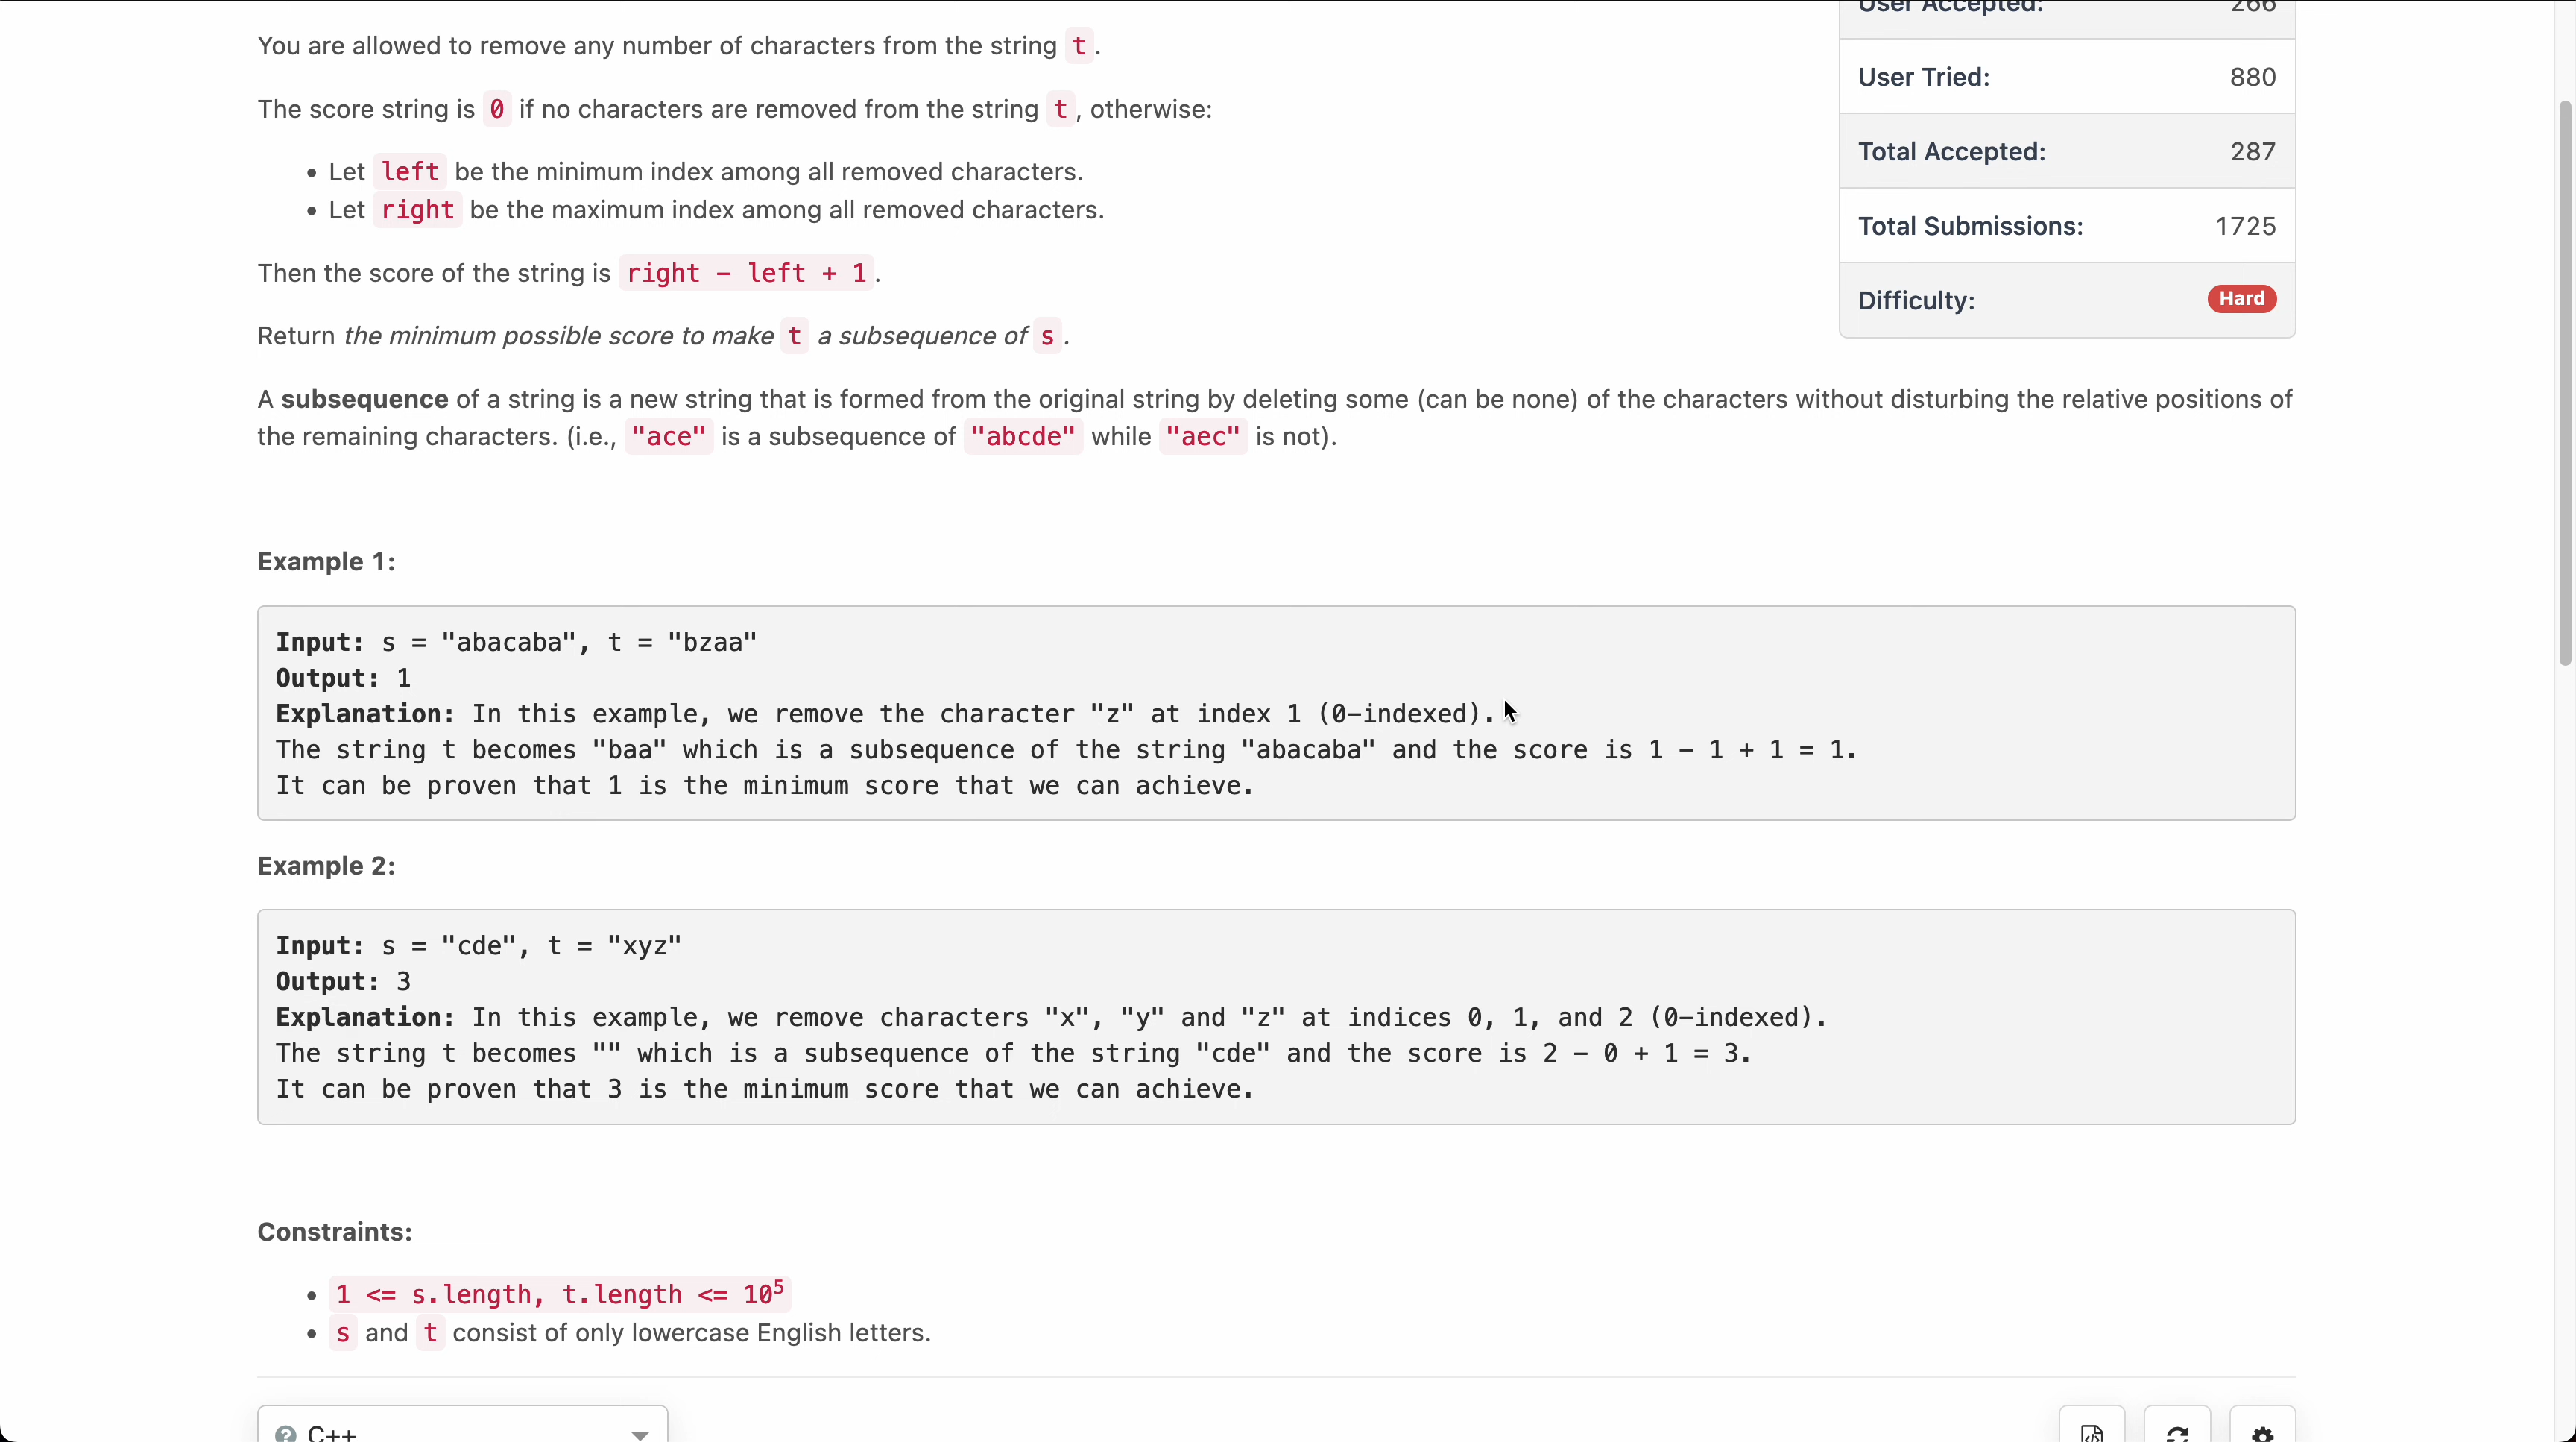 You are allowed to remove any number of characters from the string t.
The score string is 0 if no characters are removed from the string t, otherwise:
• Let left be the minimum index among all removed characters.
• Let right be the maximum index among all removed characters.
Then the score of the string is right - left + 1.
Return the minimum possible score to make t a subsequence of s.
A subsequence of a string is a new string that is formed from the original string by deleting some (can be none) of the characters without disturbing the relative positions of
the remaining characters. (i.e., "ace" is a subsequence of "abcde" while "aec" is not).
User Accepted: 266
User Tried: 880
Total Accepted: 287
Total Submissions: 1725
Difficulty: Hard
Example 1:
Input: s = "abacaba", t = "bzaa"
Output: 1
Explanation: In this example, we remove the character "z" at index 1 (0-indexed).
The string t becomes "baa" which is a subsequence of the string "abacaba" and the score is 1 - 1 + 1 = 1.
It can be proven that 1 is the minimum score that we can achieve.
Example 2:
Input: s = "cde", t = "xyz"
Output: 3
Explanation: In this example, we remove characters "x", "y" and "z" at indices 0, 1, and 2 (0-indexed).
The string t becomes "" which is a subsequence of the string "cde" and the score is 2 - 0 + 1 = 3.
It can be proven that 3 is the minimum score that we can achieve.
Constraints:
• 1 <= s.length, t.length <= 10⁵
• s and t consist of only lowercase English letters.
C++